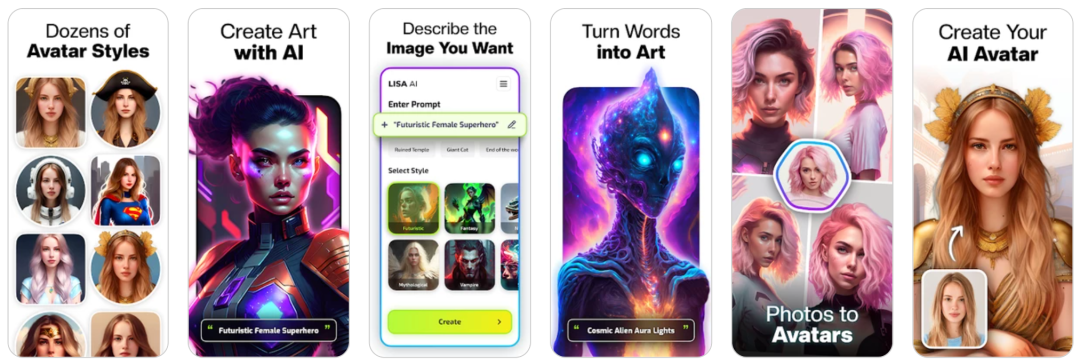 Dozens of
Avatar Styles
Create Art
with AI
“ Futuristic Female Superhero ”
Describe the
Image You Want
LISA AI
Enter Prompt
+ "Futuristic Female Superhero"
Ruined Temple
Giant Cat
End of the wo
Select Style
Futuristic
Fantasy
Mythological
Vampire
Create
Turn Words
into Art
“ Cosmic Alien Aura Lights ”
Photos to
Avatars
Create Your
AI Avatar